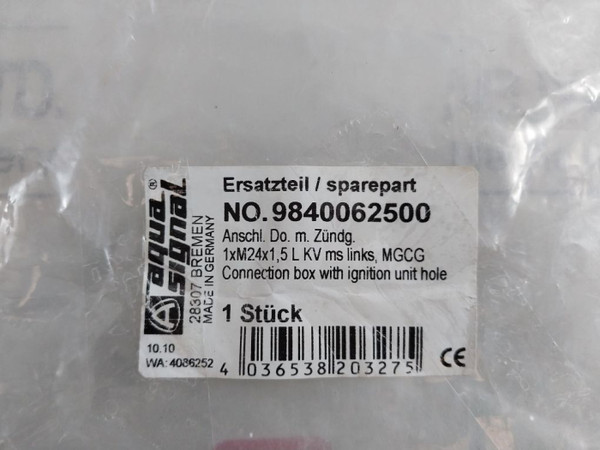 aqua
signal®
28307 BREMEN
MADE IN GERMANY
10.10
WA: 4086252
Ersatzteil / sparepart
NO. 9840062500
Anschl. Do. m. Zündg.
1xM24x1,5 L KV ms links, MGCG
Connection box with ignition unit hole
1 Stück
4 036538 203275
CE